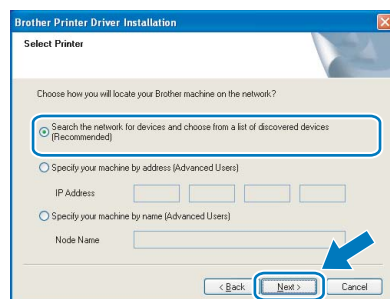 Brother Printer Driver Installation
Select Printer
Choose how you will locate your Brother machine on the network?
Search the network for devices and choose from a list of discovered devices
(Recommended)
Specify your machine by address (Advanced Users)
IP Address
Specify your machine by name (Advanced Users)
Node Name
< Back
Next >
Cancel